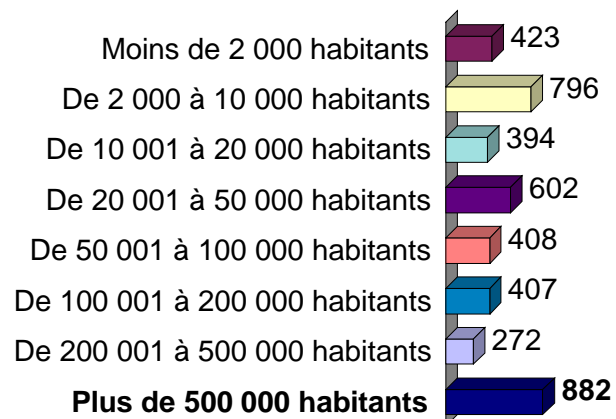 Moins de 2 000 habitants 423
De 2 000 à 10 000 habitants 796
De 10 001 à 20 000 habitants 394
De 20 001 à 50 000 habitants 602
De 50 001 à 100 000 habitants 408
De 100 001 à 200 000 habitants 407
De 200 001 à 500 000 habitants 272
Plus de 500 000 habitants 882